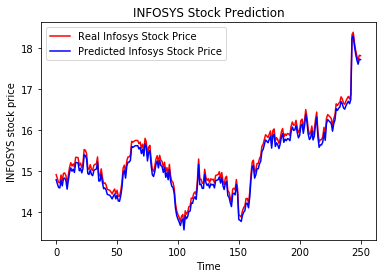 INFOSYS Stock Prediction
Real Infosys Stock Price
Predicted Infosys Stock Price
INFOSYS stock price
18
17
16
15
14
0
50
100
150
200
250
Time